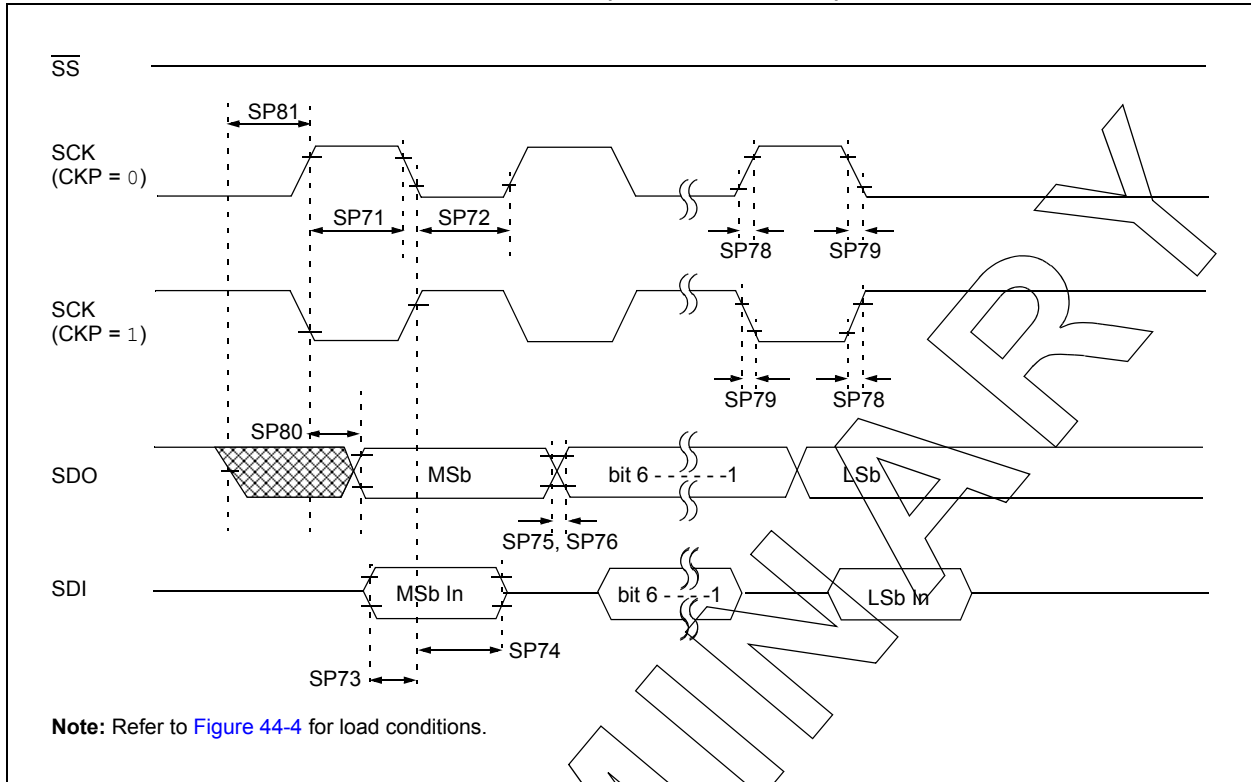 SS
SP81
SCK
(CKP = 0)
SP71
SP72
SP78
SP79
SCK
(CKP = 1)
SP79
SP78
SP80
SDO
MSb
bit 6 - - - - - -1
LSb
SP75, SP76
SDI
MSb In
bit 6 - - - -1
LSb In
SP74
SP73
Note: Refer to Figure 44-4 for load conditions.